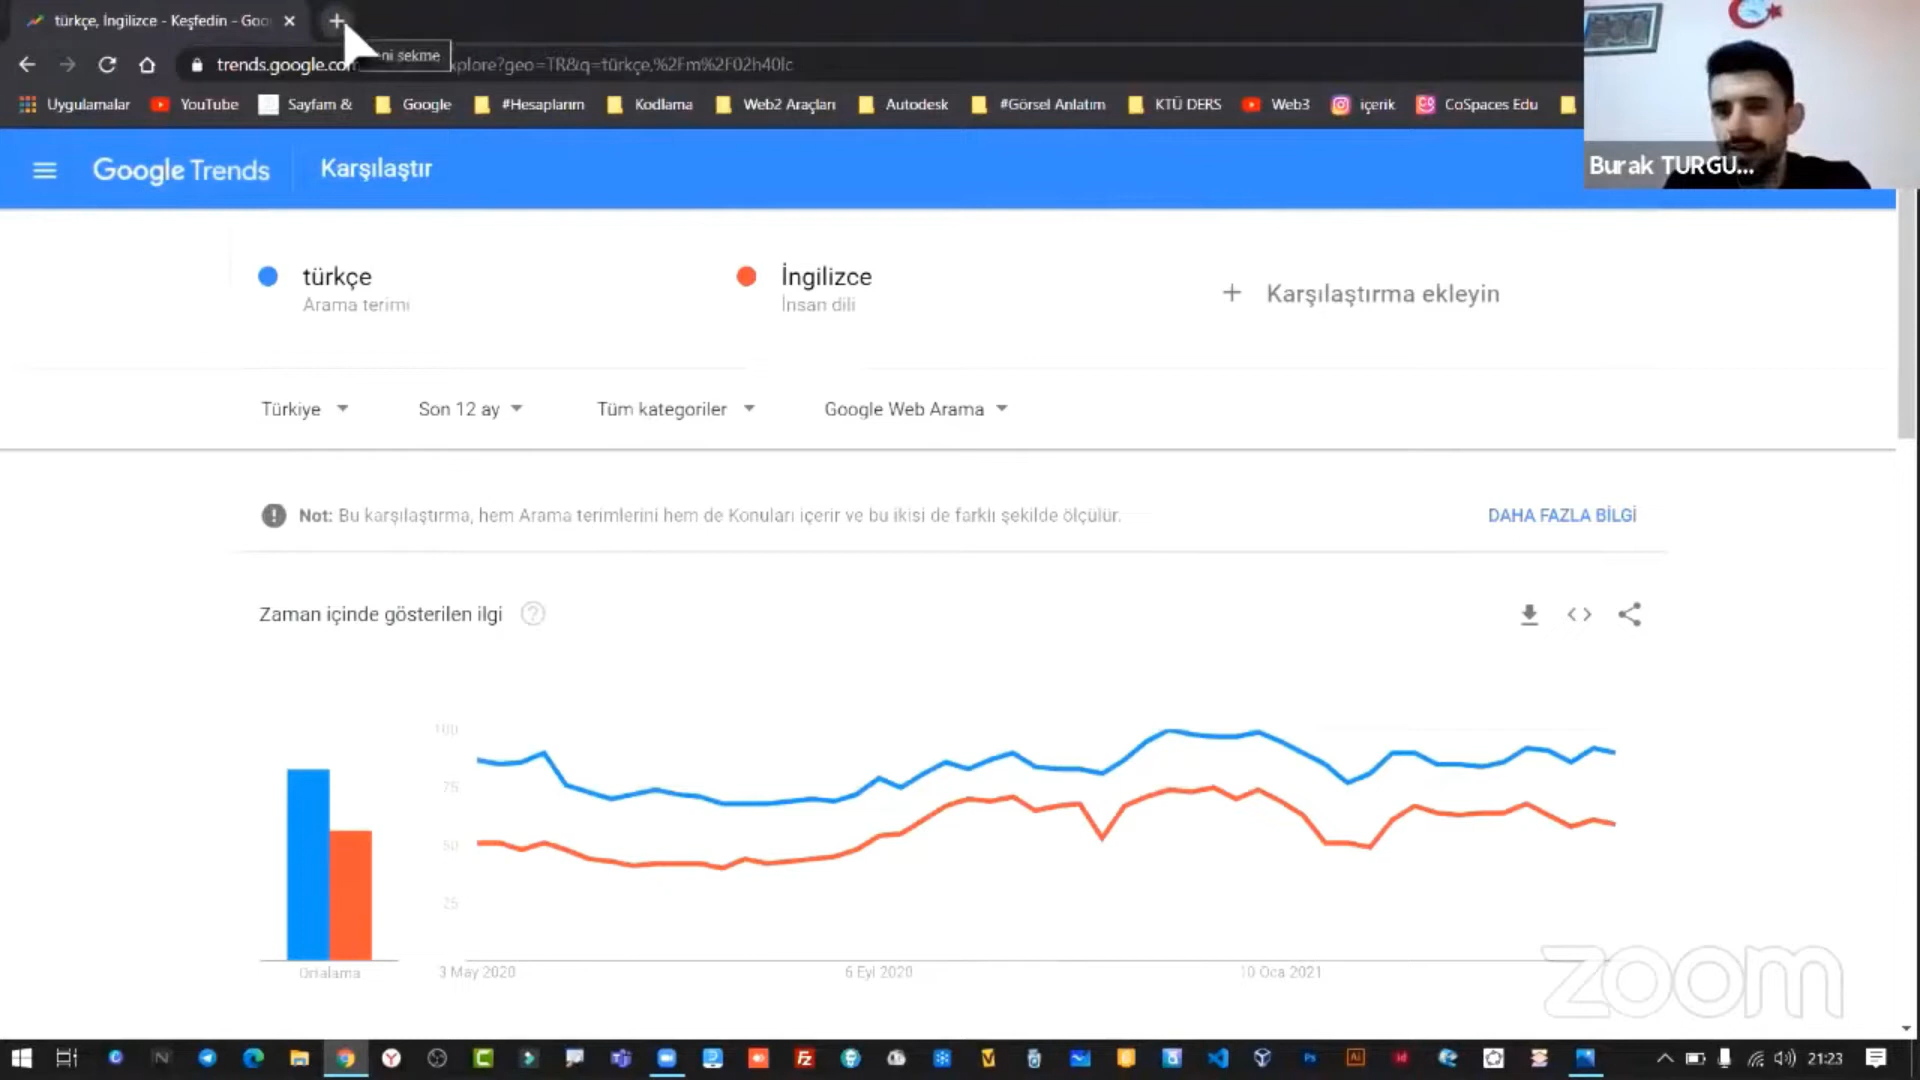 türkçe, İngilizce - Keşfedin - Goo
ni sekme
trends.google.com
xplore?geo=TR&q=türkçe,%2Fm%2F02h40lc
Uygulamalar YouTube Sayfam & Google #Hesaplarım Kodlama Web2 Araçları Autodesk #Görsel Anlatım KTÜ DERS Web3 içerik CoSpaces Edu
Burak TURGU...
Google Trends Karşılaştır
türkçe
Arama terimi
İngilizce
İnsan dili
+ Karşılaştırma ekleyin
Türkiye Son 12 ay Tüm kategoriler Google Web Arama
Not: Bu karşılaştırma, hem Arama terimlerini hem de Konuları içerir ve bu ikisi de farklı şekilde ölçülür.
DAHA FAZLA BİLGİ
Zaman içinde gösterilen ilgi ?
100
75
50
25
Ortalama
3 May 2020 6 Eyl 2020 10 Oca 2021
zoom
21:23